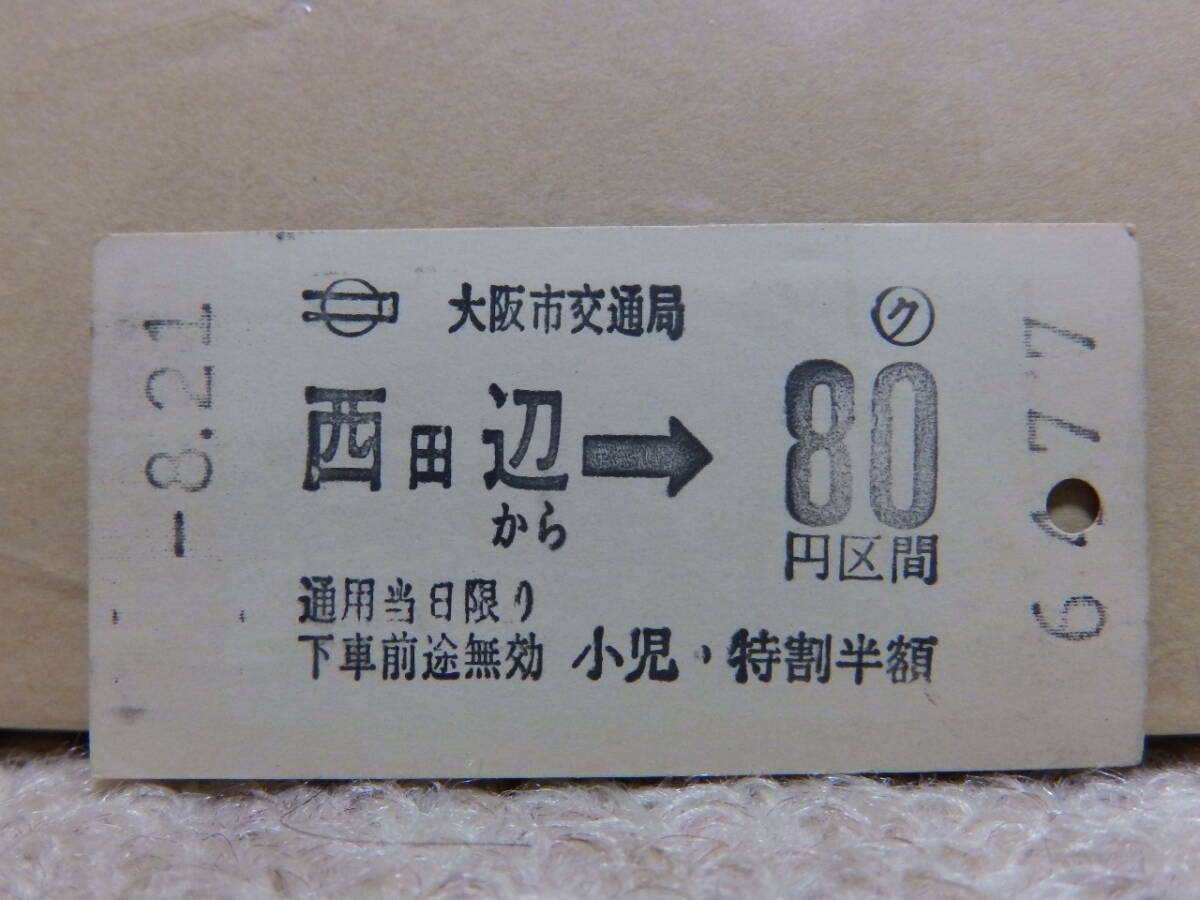 -8.21
大阪市交通局 ㋗
西田辺 → 80
から 円区間
通用当日限り
下車前途無効 小児・特割半額